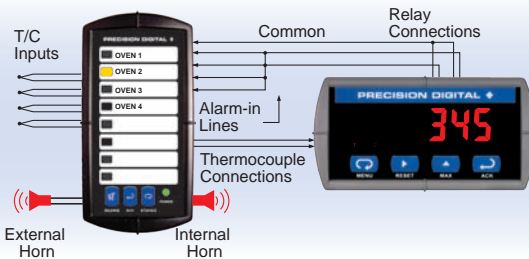 T/C
Inputs
PRECISION DIGITAL
OVEN 1
OVEN 2
OVEN 3
OVEN 4
Common
Relay
Connections
Alarm-in
Lines
Thermocouple
Connections
PRECISION DIGITAL
345
MENU
RESET
MAX
ACK
External
Horn
Internal
Horn